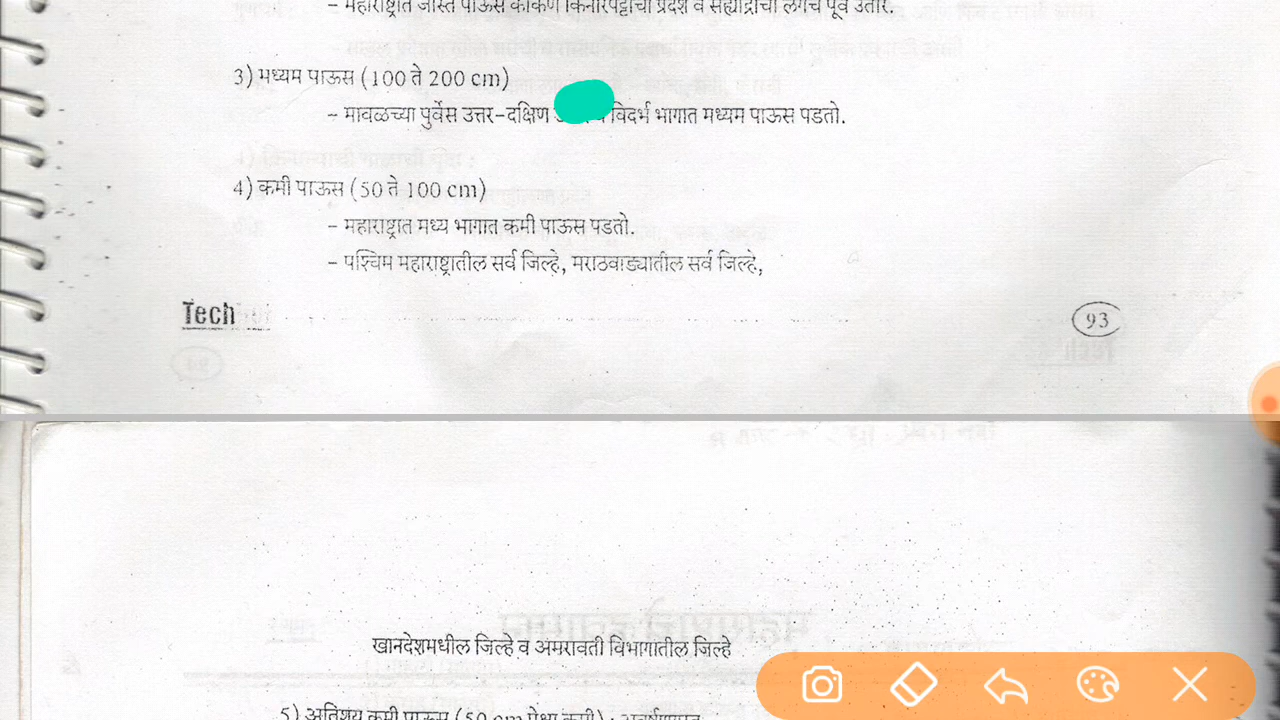 - महाराष्ट्रात जास्त पाऊस कोकण किनारपट्टीचा प्रदेश व सह्याद्रीचा लगेच पूर्व उतार.
3) मध्यम पाऊस (100 ते 200 cm)
- मावळच्या पुर्वेस उत्तर-दक्षिण विदर्भ भागात मध्यम पाऊस पडतो.
4) कमी पाऊस (50 ते 100 cm)
- महाराष्ट्रात मध्य भागात कमी पाऊस पडतो.
- पश्चिम महाराष्ट्रातील सर्व जिल्हे, मराठवाड्यातील सर्व जिल्हे,
Tech
93
खानदेशमधील जिल्हे व अमरावती विभागातील जिल्हे
5) अतिशय कमी पाऊस (50 cm पेक्षा कमी) :